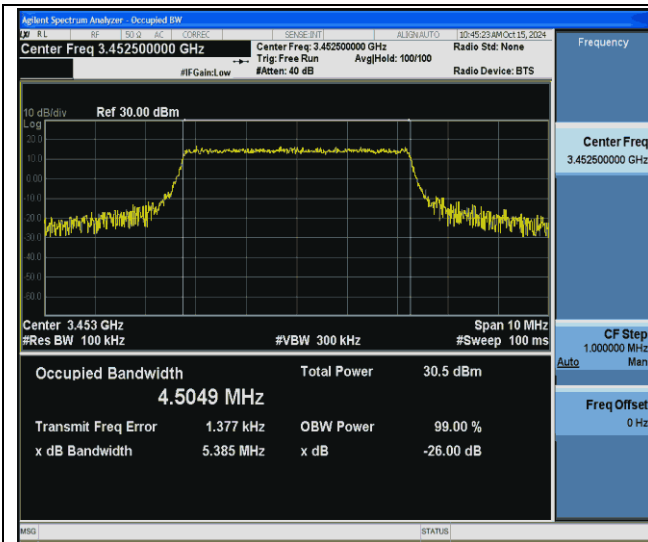 Agilent Spectrum Analyzer - Occupied BW
RL RF 50 Ω AC CORREC SENSE:INT ALIGN AUTO 10:45:23 AM Oct 15, 2024
Center Freq 3.452500000 GHz
Center Freq: 3.452500000 GHz
Radio Std: None
Trig: Free Run Avg|Hold: 100/100
#IFGain:Low #Atten: 40 dB Radio Device: BTS
10 dB/div Ref 30.00 dBm
Log
20.0
10.0
0.00
-10.0
-20.0
-30.0
-40.0
-50.0
-60.0
Center 3.453 GHz Span 10 MHz
#Res BW 100 kHz #VBW 300 kHz #Sweep 100 ms
Occupied Bandwidth Total Power 30.5 dBm
4.5049 MHz
Transmit Freq Error 1.377 kHz OBW Power 99.00 %
x dB Bandwidth 5.385 MHz x dB -26.00 dB
Frequency
Center Freq
3.452500000 GHz
CF Step
1.000000 MHz
Auto Man
Freq Offset
0 Hz
MSG STATUS